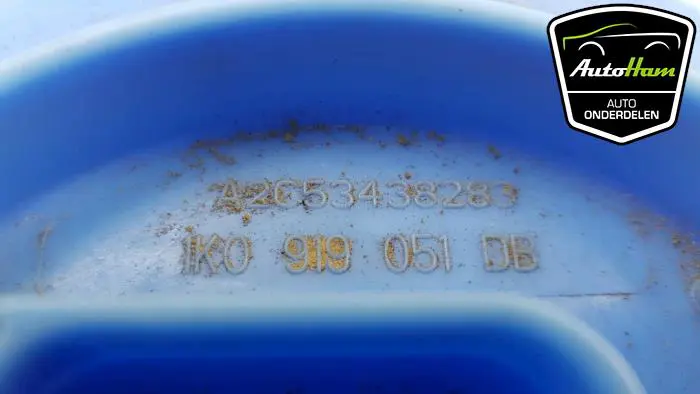 AutoHam
AUTO
ONDERDELEN
A2C53438283
1K0 919 051 DB